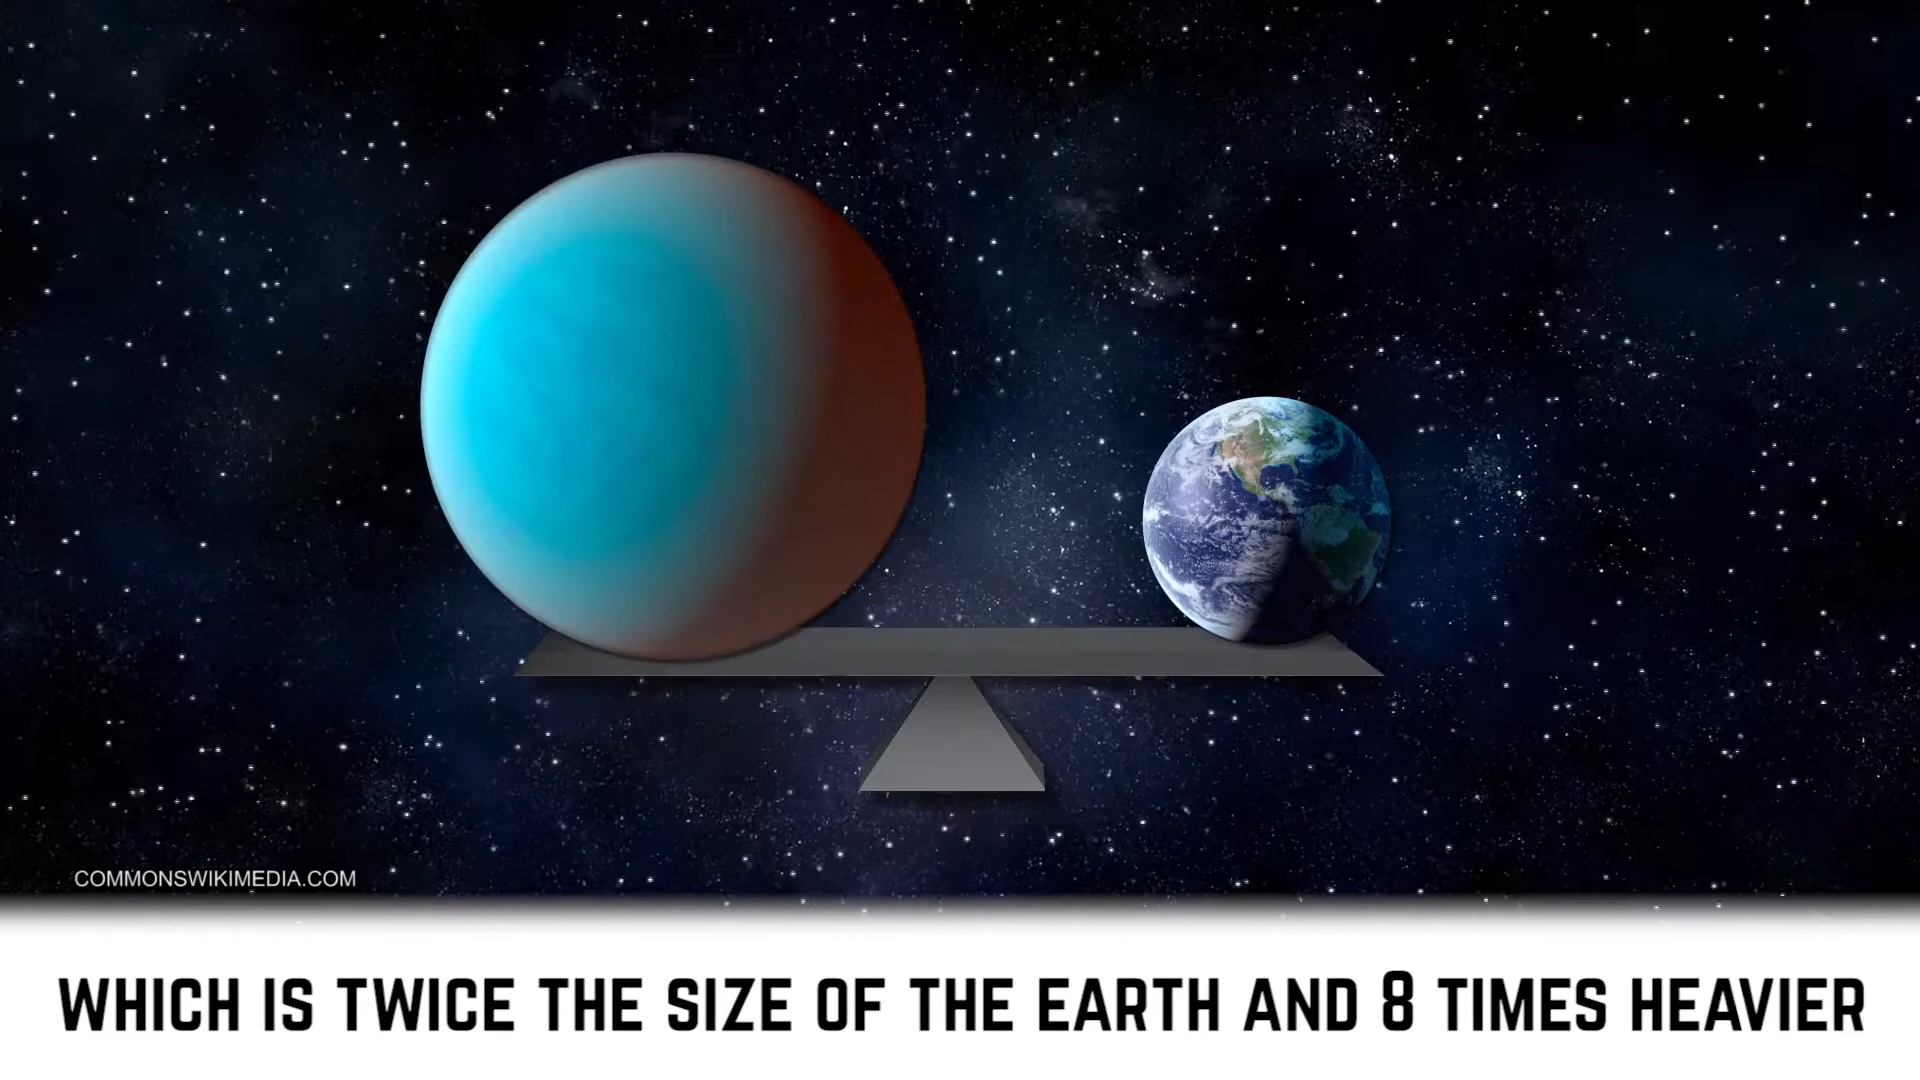 COMMONSWIKIMEDIA.COM
WHICH IS TWICE THE SIZE OF THE EARTH AND 8 TIMES HEAVIER